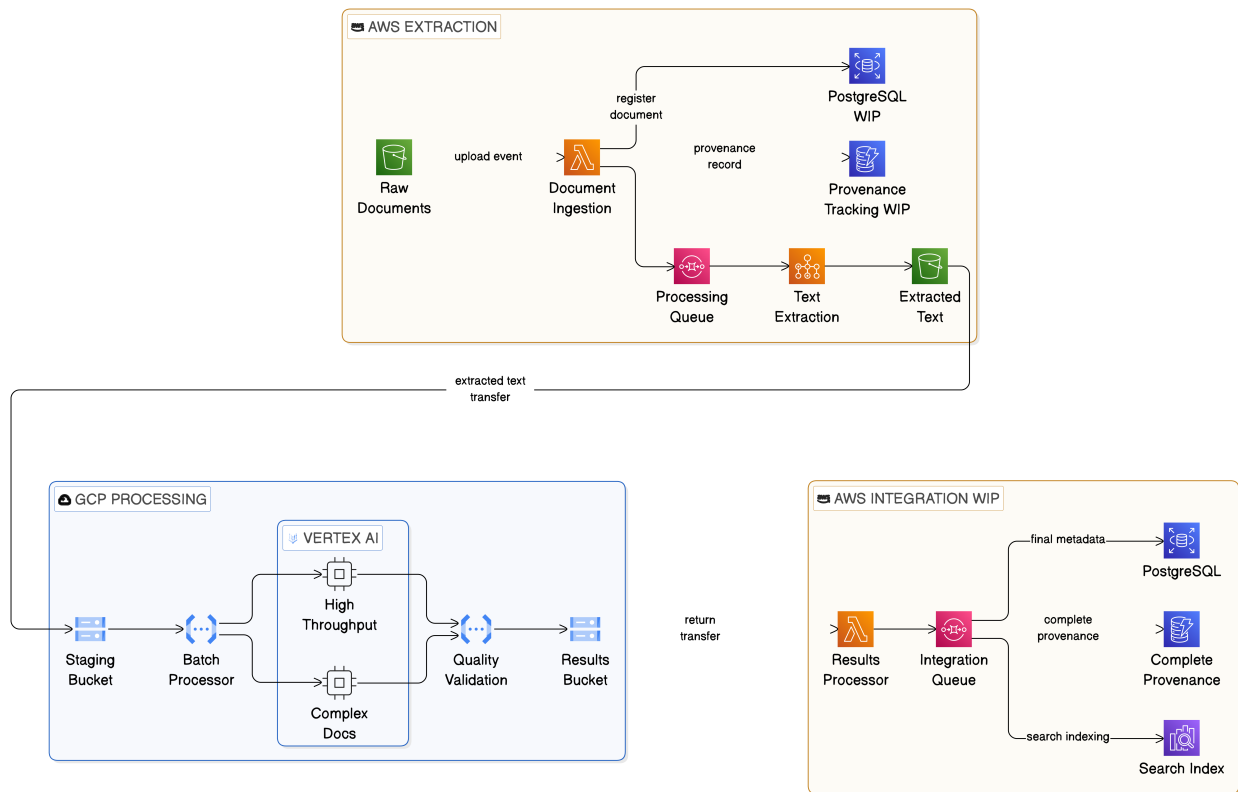 AWS EXTRACTION
PostgreSQL
WIP
register
document
upload event
provenance
record
Raw
Documents
Document
Ingestion
Provenance
Tracking WIP
Processing
Queue
Text
Extraction
Extracted
Text
extracted text
transfer
GCP PROCESSING
VERTEX AI
High
Throughput
Staging
Bucket
Batch
Processor
Quality
Validation
Results
Bucket
Complex
Docs
return
transfer
AWS INTEGRATION WIP
final metadata
PostgreSQL
complete
provenance
Results
Processor
Integration
Queue
Complete
Provenance
search indexing
Search Index